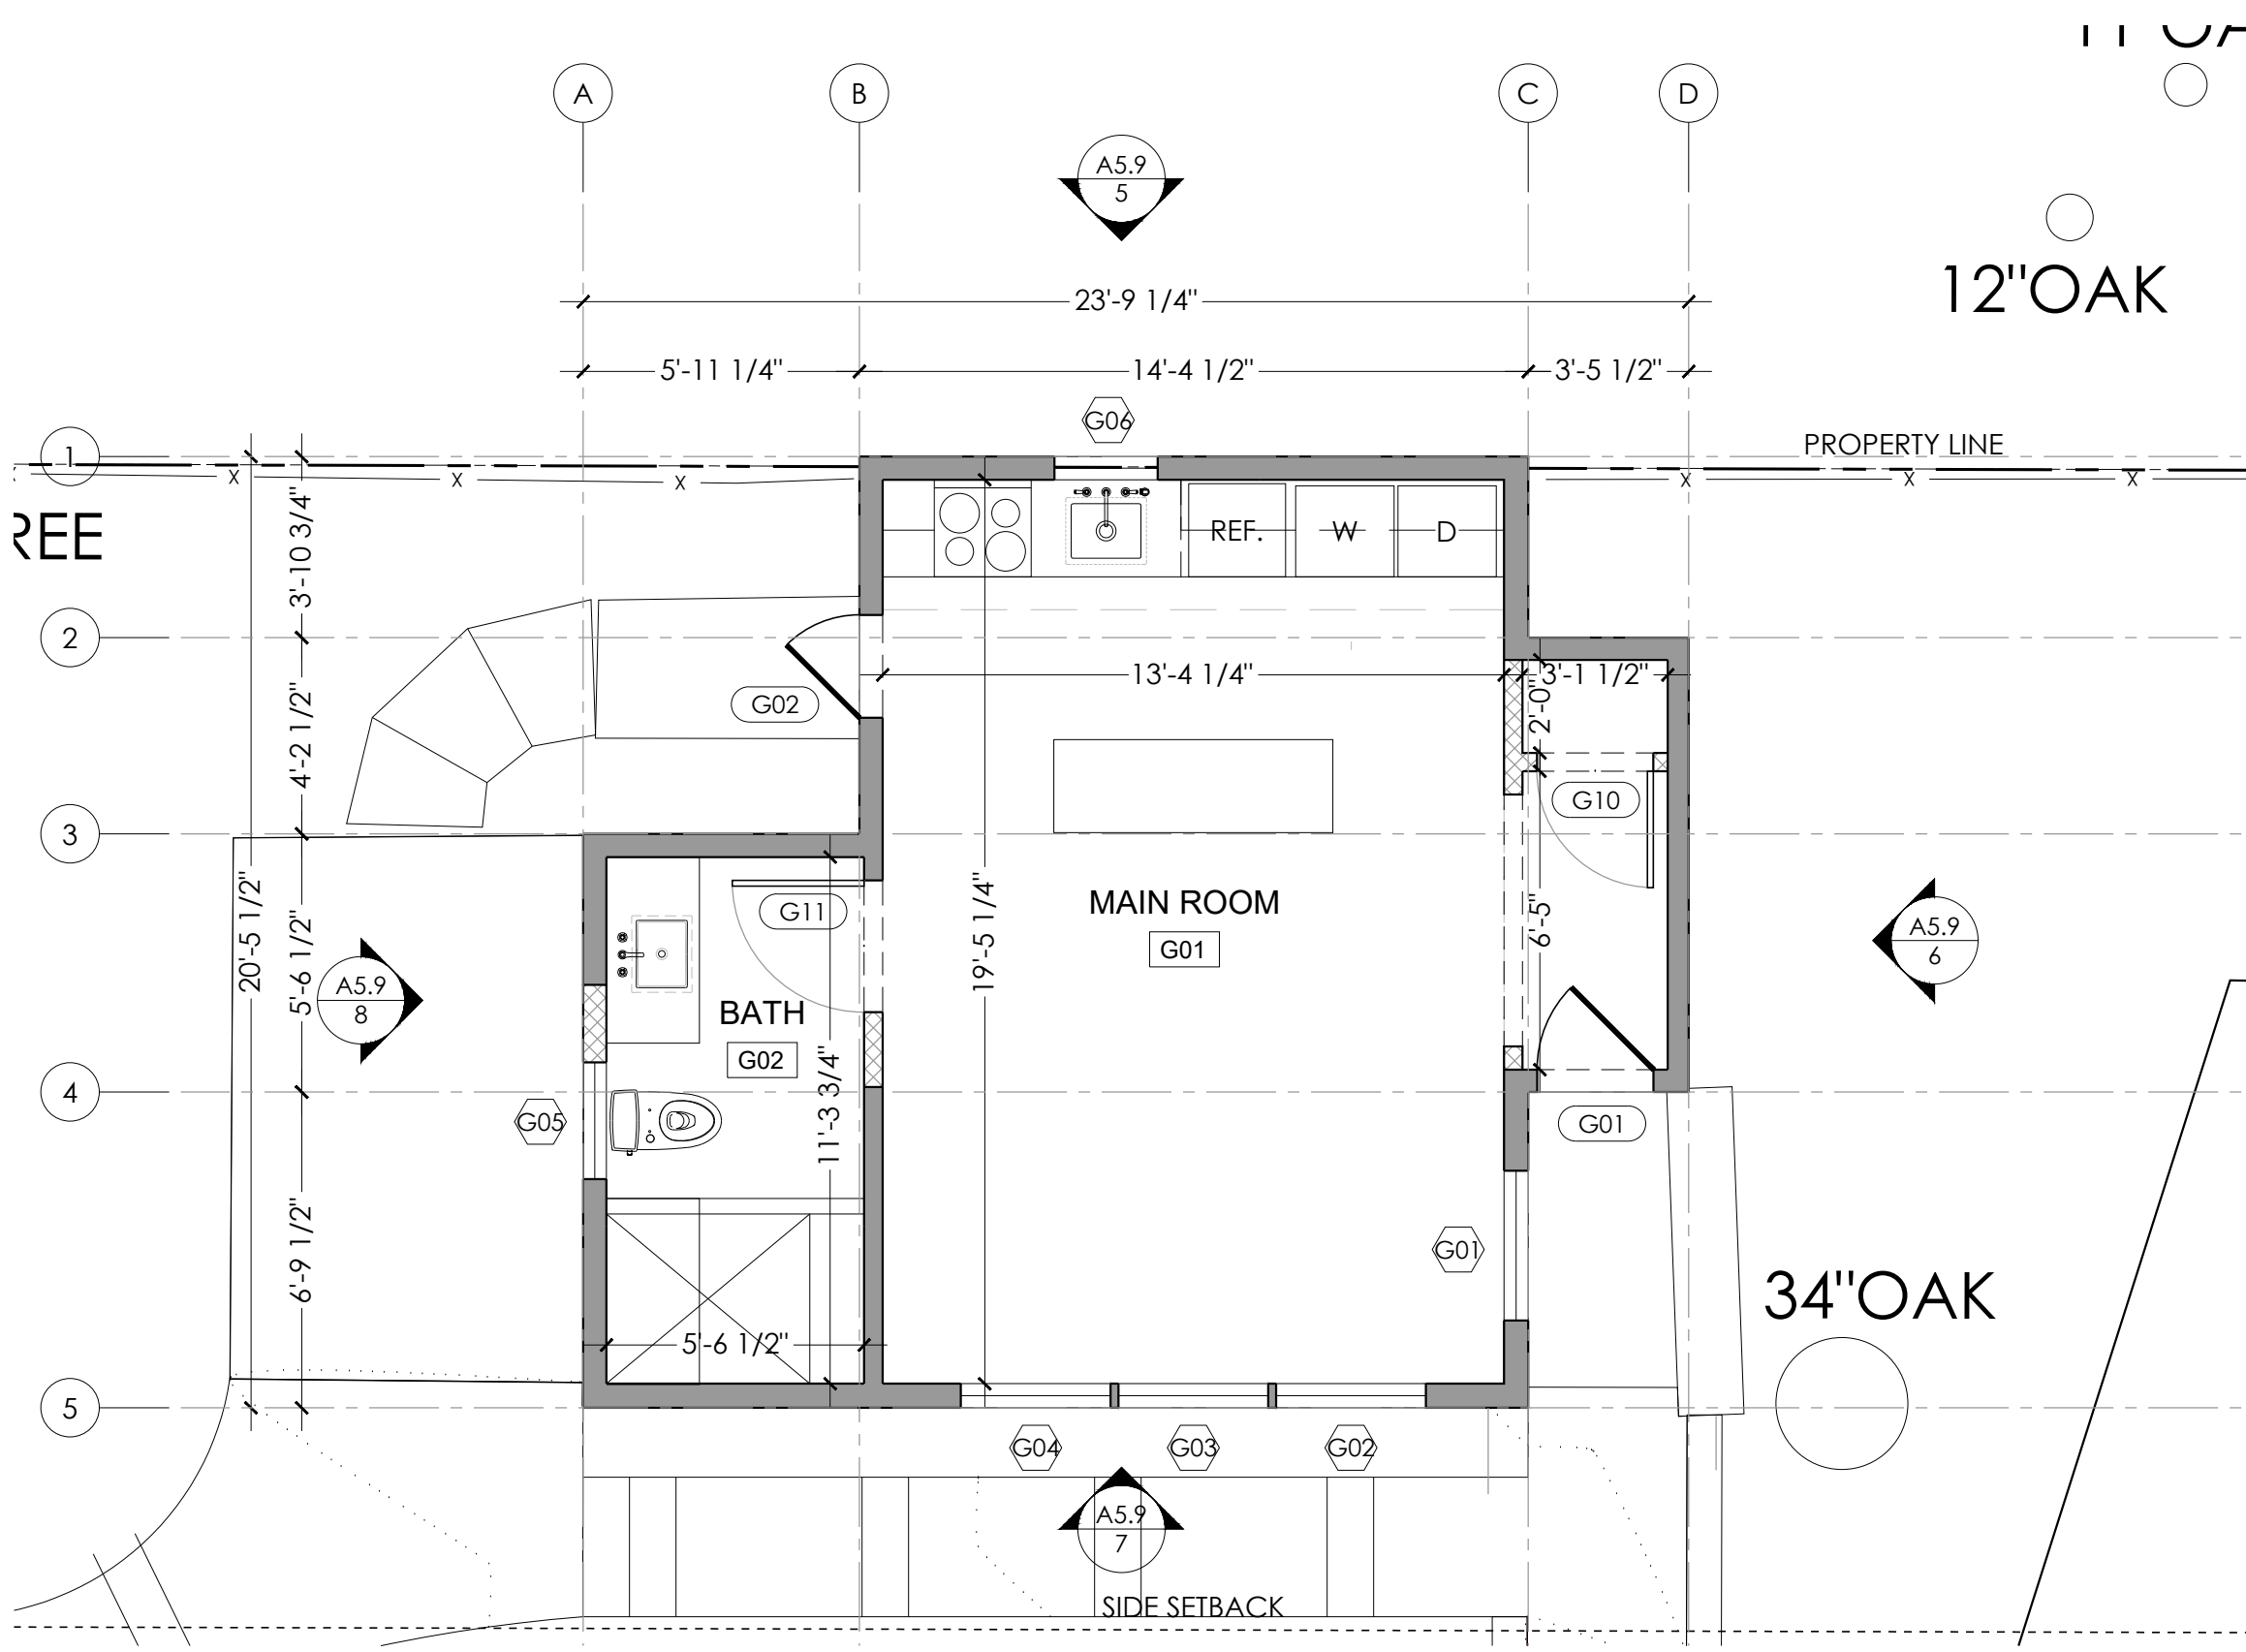 A
B
C
D
A5.9
5
12"OAK
23'-9 1/4"
5'-11 1/4"
14'-4 1/2"
3'-5 1/2"
G06
PROPERTY LINE
1
X
X
X
X
X
X
REE
3'-10 3/4"
REF.
W
D
2
13'-4 1/4"
3'-1 1/2"
2'-0"
G02
4'-2 1/2"
G10
3
20'-5 1/2"
5'-6 1/2"
G11
19'-5 1/4"
MAIN ROOM
G01
6'-5"
A5.9
6
A5.9
8
BATH
G02
11'-3 3/4"
4
G05
G01
6'-9 1/2"
G01
34"OAK
5'-6 1/2"
5
G04
G03
G02
A5.9
7
SIDE SETBACK